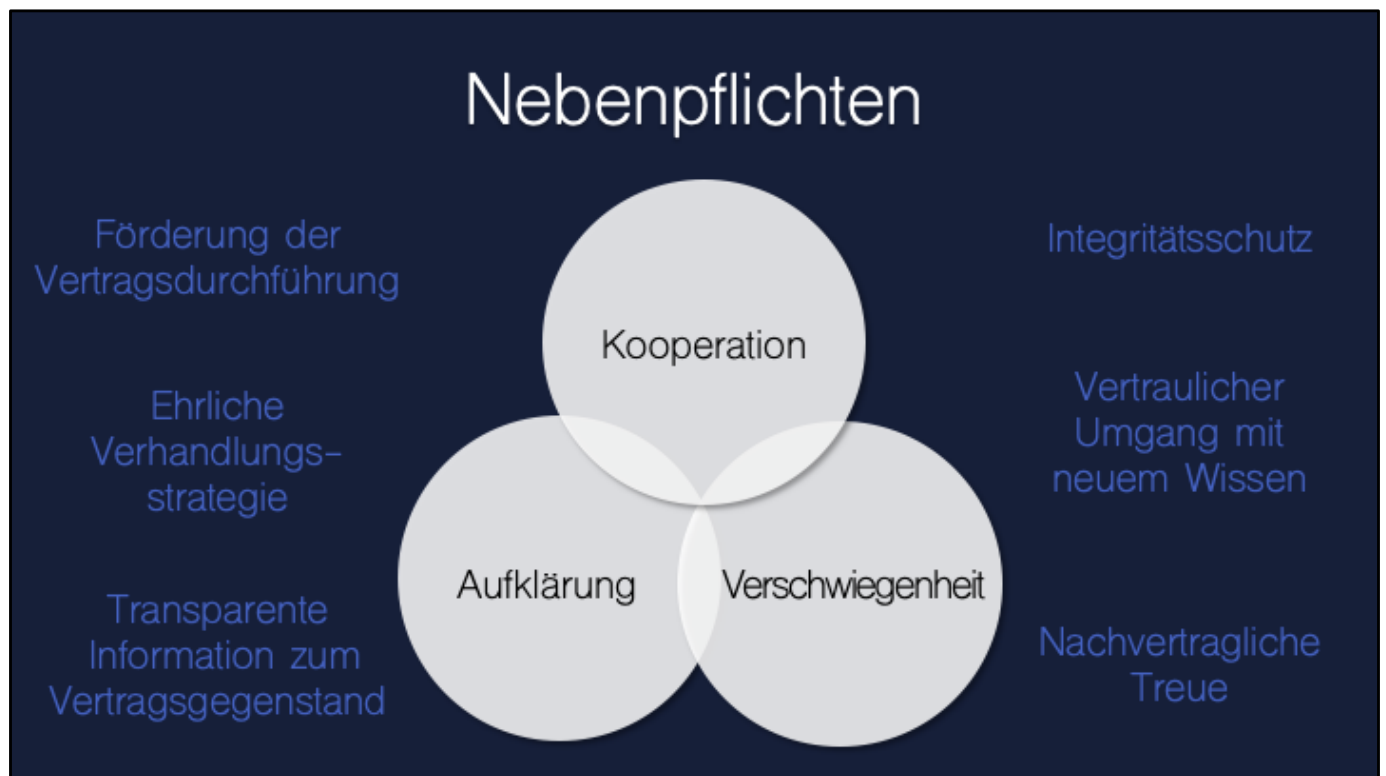 Nebenpflichten
Förderung der
Vertragsdurchführung
Ehrliche
Verhandlungs-
strategie
Transparente
Information zum
Vertragsgegenstand
Kooperation
Aufklärung
Verschwiegenheit
Integritätsschutz
Vertraulicher
Umgang mit
neuem Wissen
Nachvertragliche
Treue